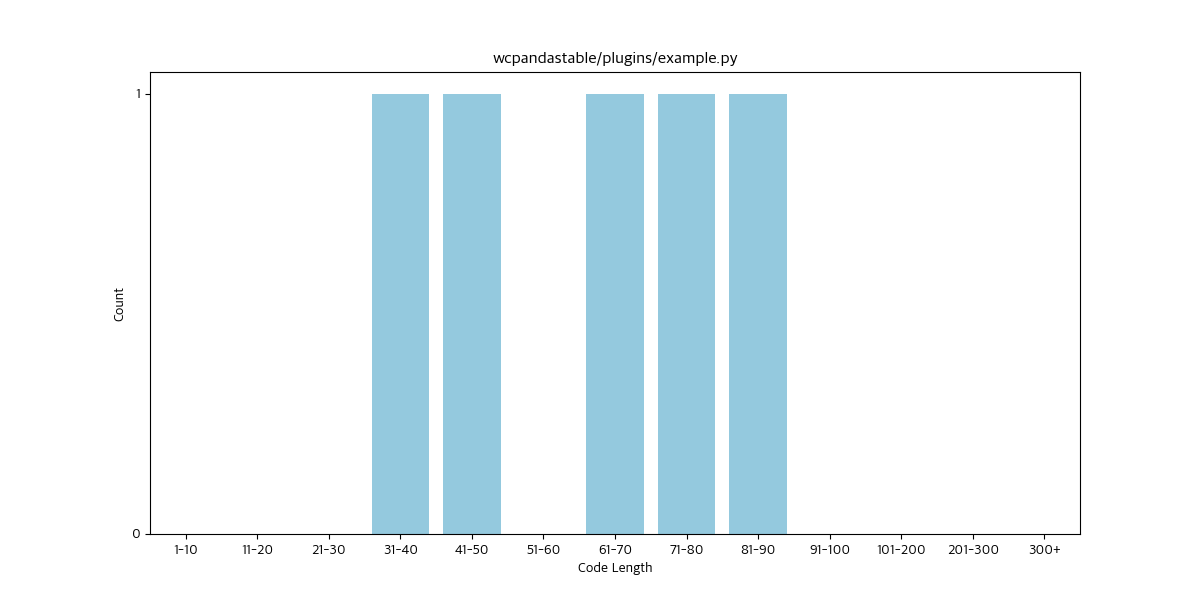 wcpandastable/plugins/example.py
1
0
Count
1-10 11-20 21-30 31-40 41-50 51-60 61-70 71-80 81-90 91-100 101-200 201-300 300+
Code Length